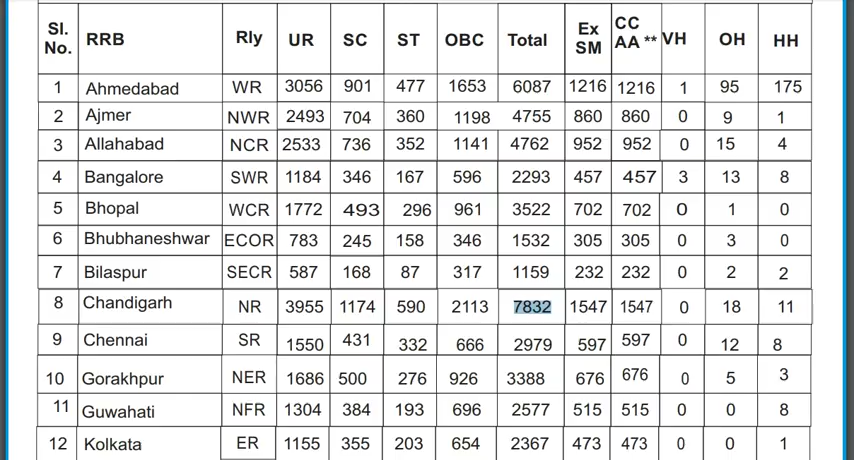 Sl. No. RRB Rly UR SC ST OBC Total Ex SM CC AA ** VH OH HH
1 Ahmedabad WR 3056 901 477 1653 6087 1216 1216 1 95 175
2 Ajmer NWR 2493 704 360 1198 4755 860 860 0 9 1
3 Allahabad NCR 2533 736 352 1141 4762 952 952 0 15 4
4 Bangalore SWR 1184 346 167 596 2293 457 457 3 13 8
5 Bhopal WCR 1772 493 296 961 3522 702 702 0 1 0
6 Bhubhaneshwar ECOR 783 245 158 346 1532 305 305 0 3 0
7 Bilaspur SECR 587 168 87 317 1159 232 232 0 2 2
8 Chandigarh NR 3955 1174 590 2113 7832 1547 1547 0 18 11
9 Chennai SR 1550 431 332 666 2979 597 597 0 12 8
10 Gorakhpur NER 1686 500 276 926 3388 676 676 0 5 3
11 Guwahati NFR 1304 384 193 696 2577 515 515 0 0 8
12 Kolkata ER 1155 355 203 654 2367 473 473 0 0 1